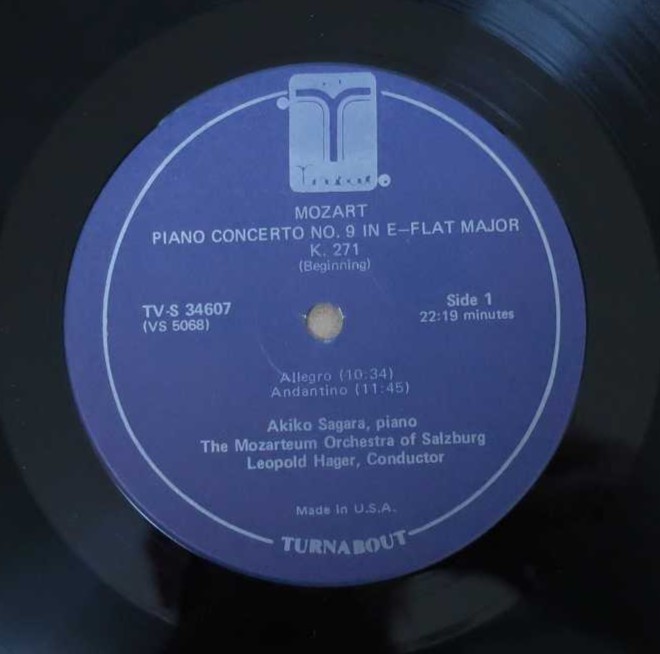 MOZART
PIANO CONCERTO NO. 9 IN E–FLAT MAJOR
K. 271
(Beginning)
TV-S 34607
(VS 5068)
Side 1
22:19 minutes
Allegro (10:34)
Andantino (11:45)
Akiko Sagara, piano
The Mozarteum Orchestra of Salzburg
Leopold Hager, Conductor
Made in U.S.A.
TURNABOUT